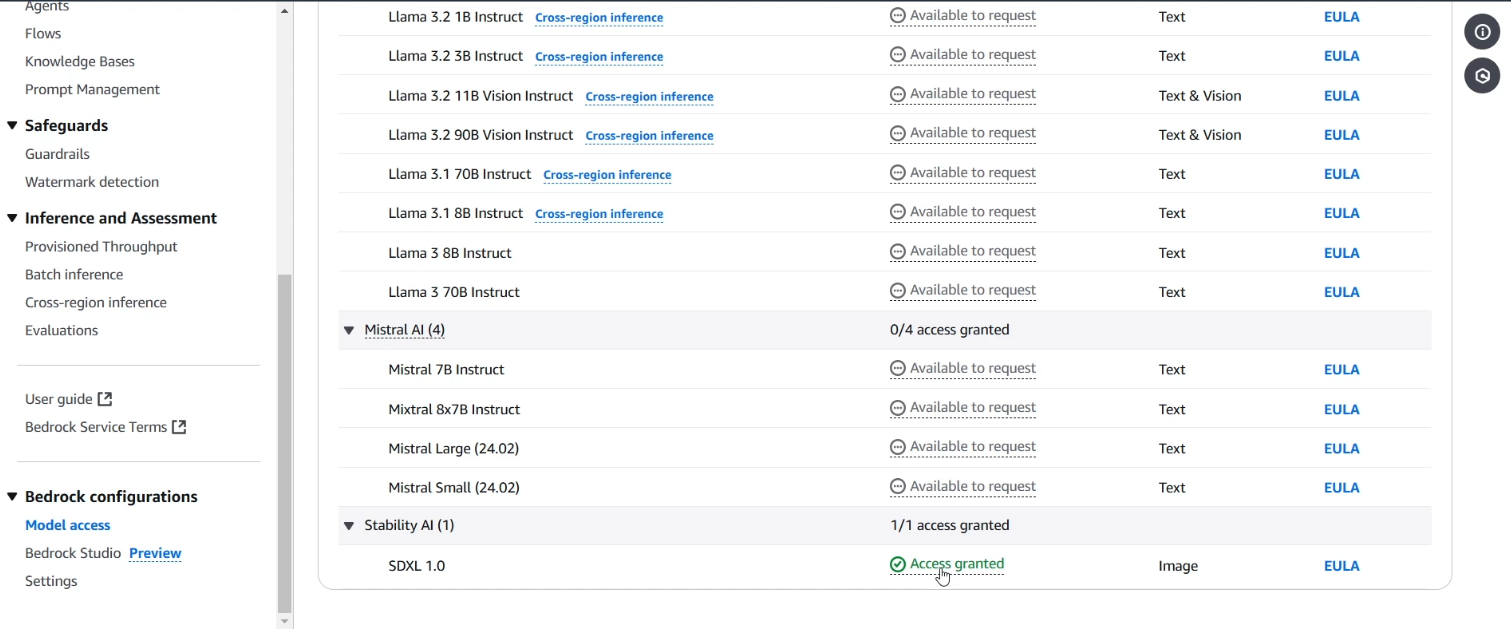 Agents
Flows
Knowledge Bases
Prompt Management
Safeguards
Guardrails
Watermark detection
Inference and Assessment
Provisioned Throughput
Batch inference
Cross-region inference
Evaluations
User guide
Bedrock Service Terms
Bedrock configurations
Model access
Bedrock Studio Preview
Settings
Llama 3.2 1B Instruct Cross-region inference Available to request Text EULA
Llama 3.2 3B Instruct Cross-region inference Available to request Text EULA
Llama 3.2 11B Vision Instruct Cross-region inference Available to request Text & Vision EULA
Llama 3.2 90B Vision Instruct Cross-region inference Available to request Text & Vision EULA
Llama 3.1 70B Instruct Cross-region inference Available to request Text EULA
Llama 3.1 8B Instruct Cross-region inference Available to request Text EULA
Llama 3 8B Instruct Available to request Text EULA
Llama 3 70B Instruct Available to request Text EULA
Mistral AI (4) 0/4 access granted
Mistral 7B Instruct Available to request Text EULA
Mixtral 8x7B Instruct Available to request Text EULA
Mistral Large (24.02) Available to request Text EULA
Mistral Small (24.02) Available to request Text EULA
Stability AI (1) 1/1 access granted
SDXL 1.0 Access granted Image EULA